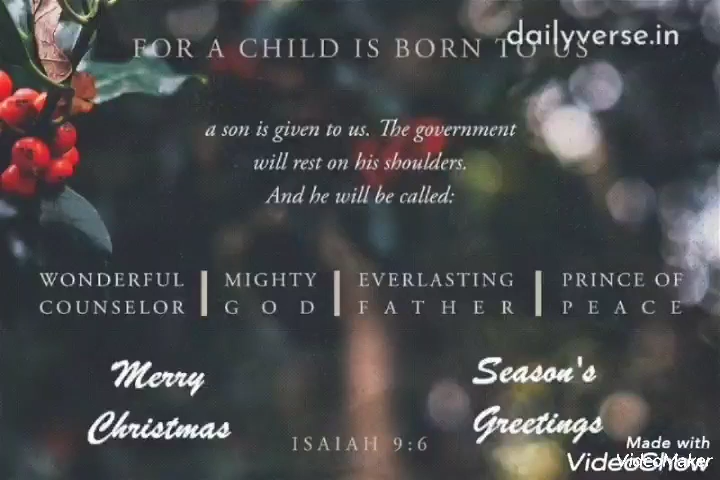 dailyverse.in
FOR A CHILD IS BORN TO US
a son is given to us. The government
will rest on his shoulders.
And he will be called:
WONDERFUL COUNSELOR
MIGHTY GOD
EVERLASTING FATHER
PRINCE OF PEACE
Merry
Christmas
Season's
Greetings
ISAIAH 9:6
Made with
VideoShow
VideoMaker